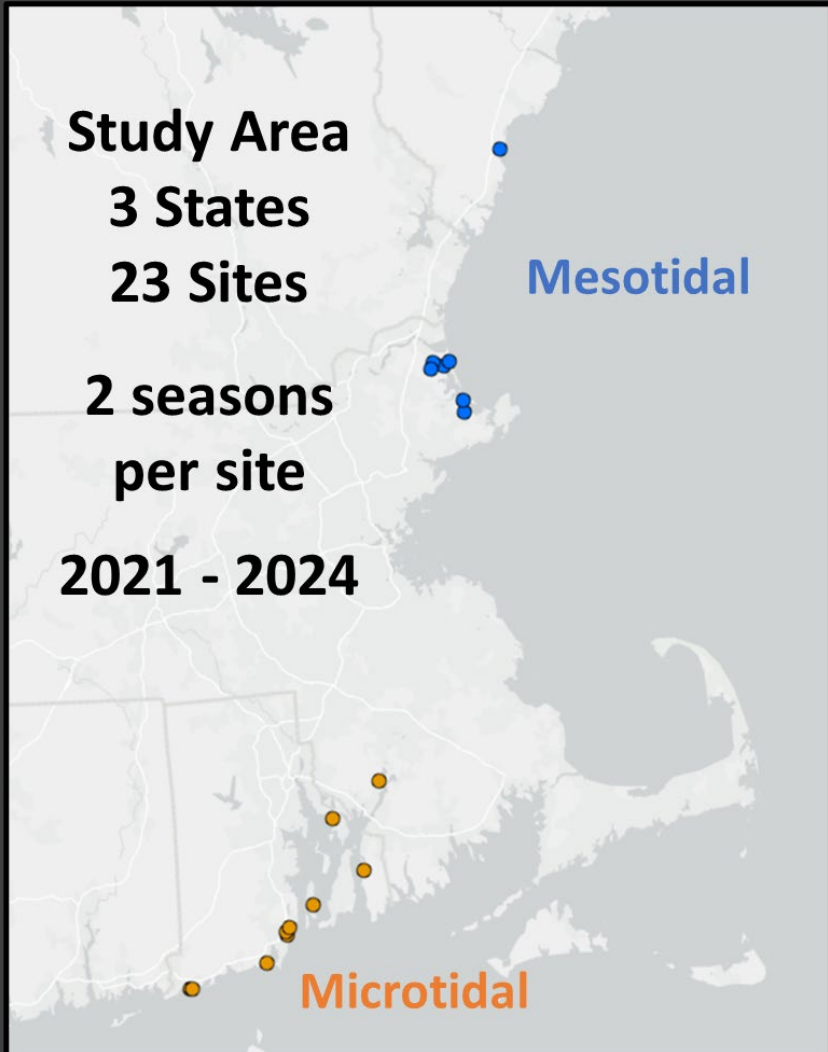 Study Area
3 States
23 Sites
2 seasons
per site
2021 - 2024
Mesotidal
Microtidal